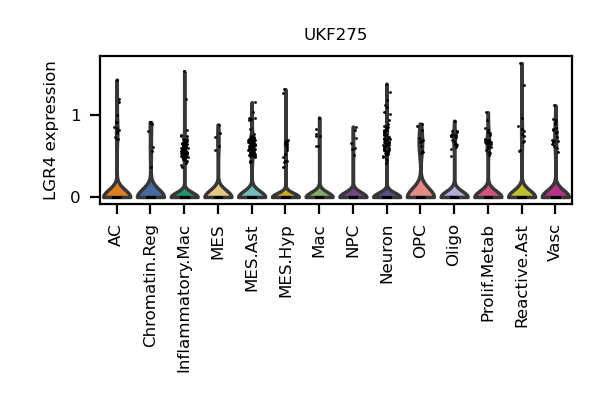 UKF275
LGR4 expression
1
0
AC
Chromatin.Reg
Inflammatory.Mac
MES
MES.Ast
MES.Hyp
Mac
NPC
Neuron
OPC
Oligo
Prolif.Metab
Reactive.Ast
Vasc